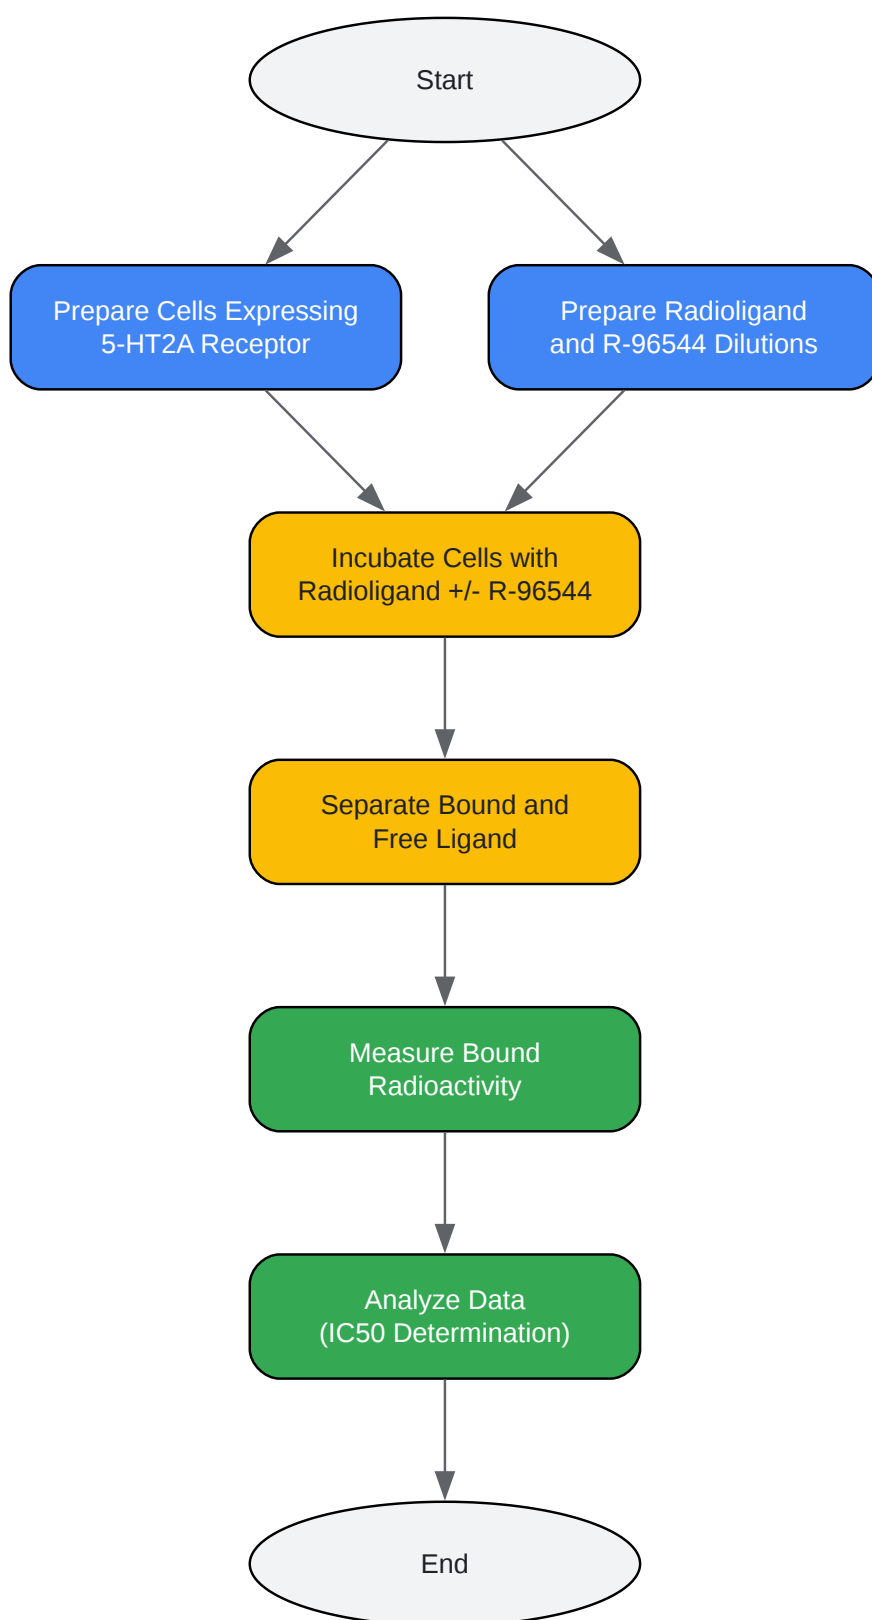 Start
Prepare Cells Expressing
5-HT2A Receptor
Prepare Radioligand
and R-96544 Dilutions
Incubate Cells with
Radioligand +/- R-96544
Separate Bound and
Free Ligand
Measure Bound
Radioactivity
Analyze Data
(IC50 Determination)
End